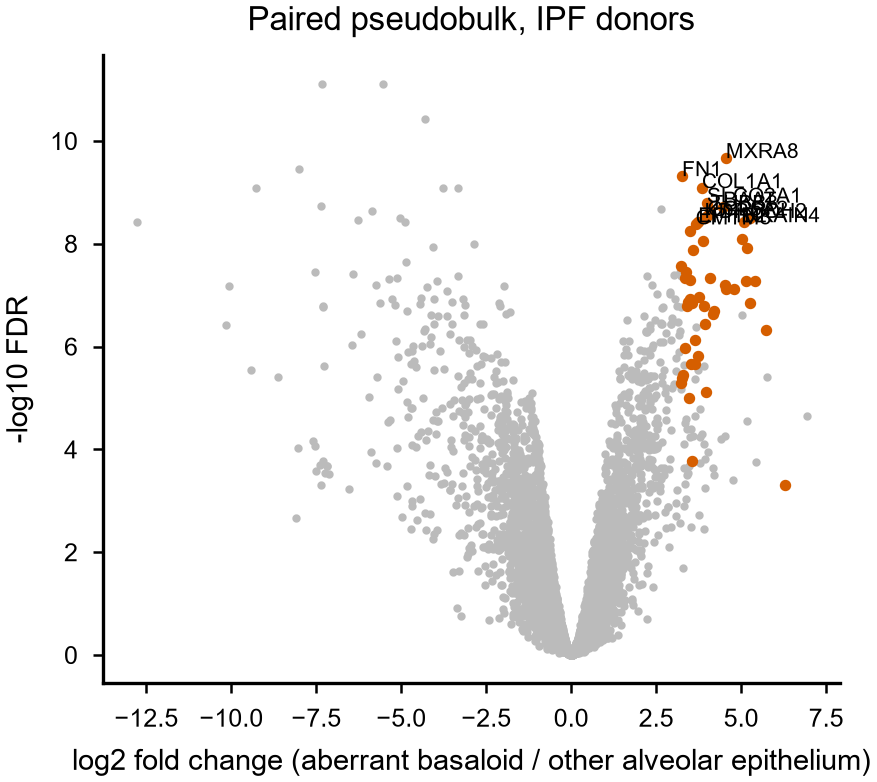 Paired pseudobulk, IPF donors
-log10 FDR
10
8
6
4
2
0
MXRA8
FN1
COL1A1
−12.5 −10.0 −7.5 −5.0 −2.5 0.0 2.5 5.0 7.5
log2 fold change (aberrant basaloid / other alveolar epithelium)